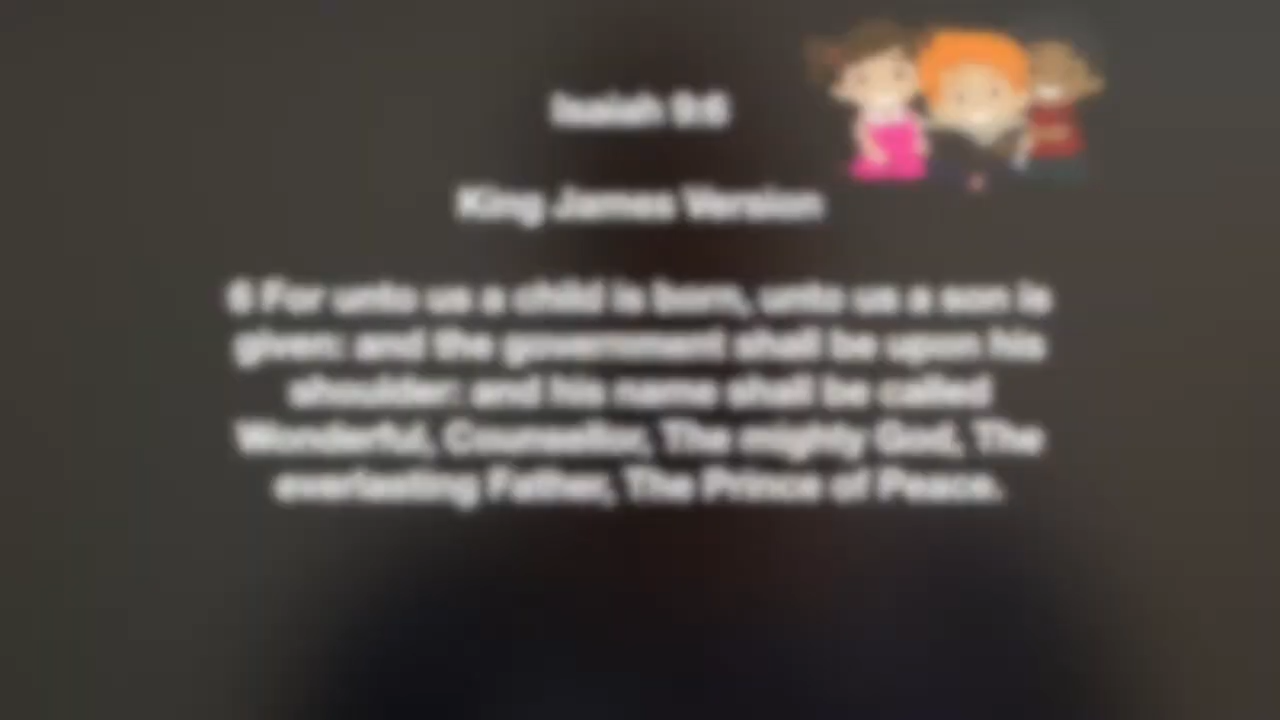 Isaiah 9:6
King James Version
6 For unto us a child is born, unto us a son is
given: and the government shall be upon his
shoulder: and his name shall be called
Wonderful, Counsellor, The mighty God, The
everlasting Father, The Prince of Peace.